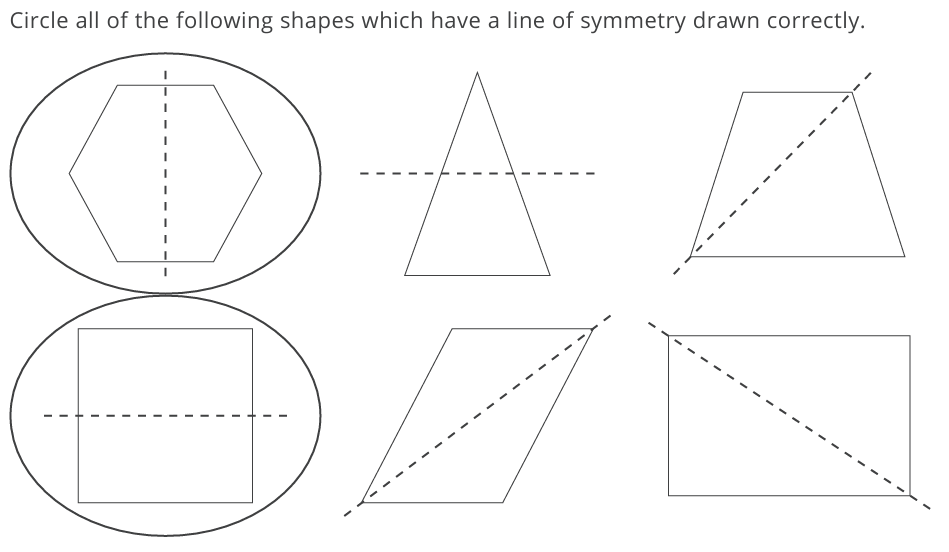 Circle all of the following shapes which have a line of symmetry drawn correctly.